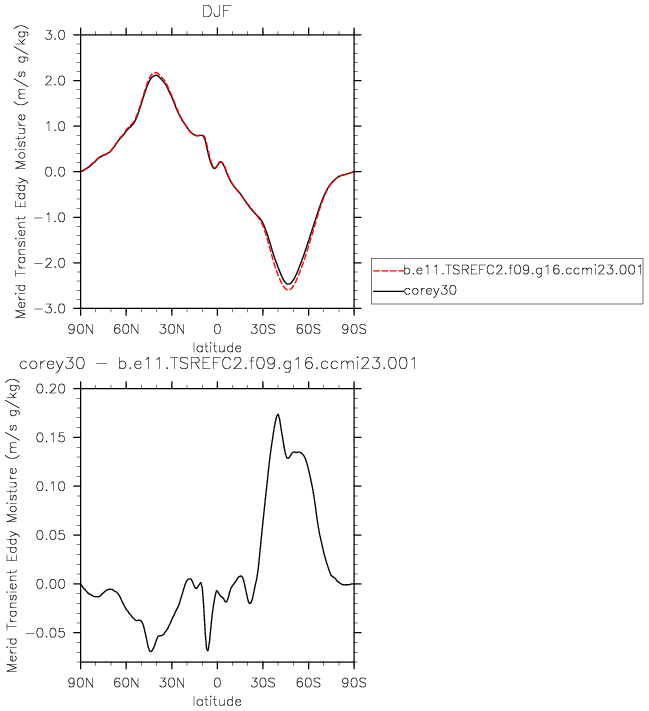 DJF
Merid Transient Eddy Moisture (m/s g/kg)
3.0
2.0
1.0
0.0
−1.0
−2.0
−3.0
90N 60N 30N 0 30S 60S 90S
latitude
b.e11.TSREFC2.f09.g16.ccmi23.001
corey30
corey30 − b.e11.TSREFC2.f09.g16.ccmi23.001
Merid Transient Eddy Moisture (m/s g/kg)
0.20
0.15
0.10
0.05
0.00
−0.05
90N 60N 30N 0 30S 60S 90S
latitude